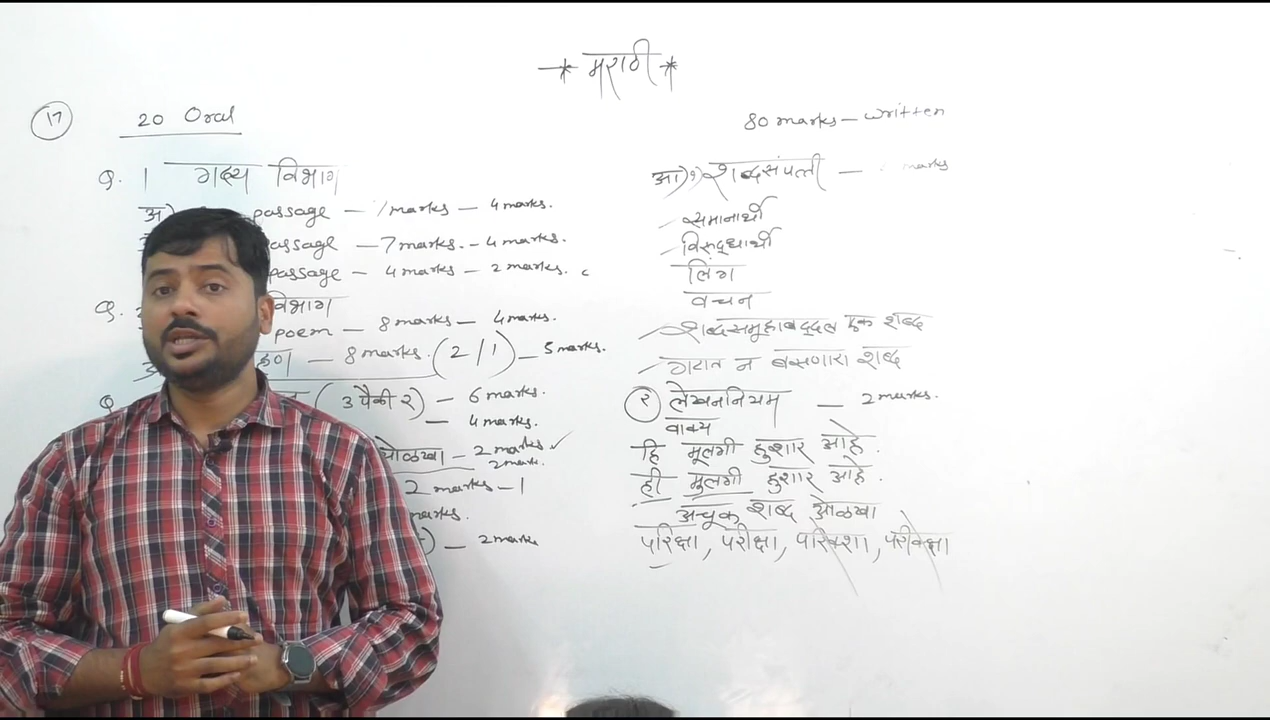 * मराठी *
17
20 Oral
Q. 1 गद्य विभाग
अ) passage – 7 marks – 4 marks.
passage – 7 marks. – 4 marks.
passage – 4 marks – 2 marks.
Q. विभाग
poem – 8 marks – 4 marks.
– 8 marks. (2/1) – 5 marks.
Q (3 पैकी २) – 6 marks.
– 4 marks.
ओळखा – 2 marks ✓
2 mark.
2 marks – 1
marks.
– 2 marks
80 marks – written
आ) १) शब्दसंपत्ती – marks
समानार्थी
विरुद्धार्थी
लिंग
वचन
शब्दसमूहाबद्दल एक शब्द
गटात न बसणारा शब्द
२ लेखननियम – 2 marks.
वाक्य
हि मूलगी हुशार आहे.
ही मुलगी हुशार आहे.
अचूक शब्द ओळखा
परिक्षा, परीक्षा, परिक्शा, परीक्क्षा